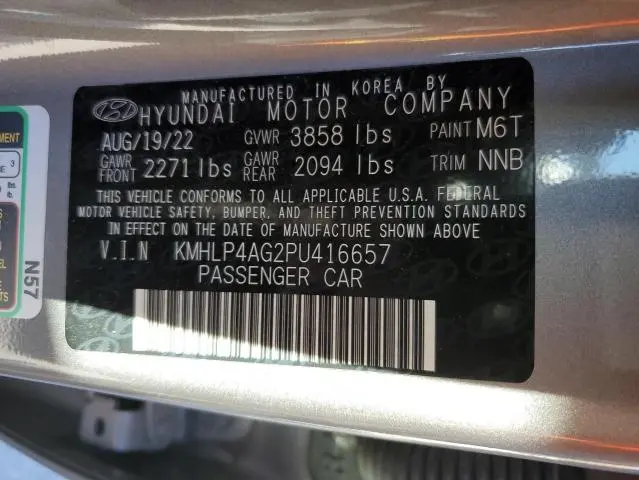 MANUFACTURED IN KOREA BY
HYUNDAI MOTOR COMPANY
AUG/19/22 GVWR 3858 lbs PAINT M6T
GAWR FRONT 2271 lbs GAWR REAR 2094 lbs TRIM NNB
THIS VEHICLE CONFORMS TO ALL APPLICABLE U.S.A. FEDERAL
MOTOR VEHICLE SAFETY, BUMPER, AND THEFT PREVENTION STANDARDS
IN EFFECT ON THE DATE OF MANUFACTURE SHOWN ABOVE
V.I.N KMHLP4AG2PU416657
PASSENGER CAR
N57
3